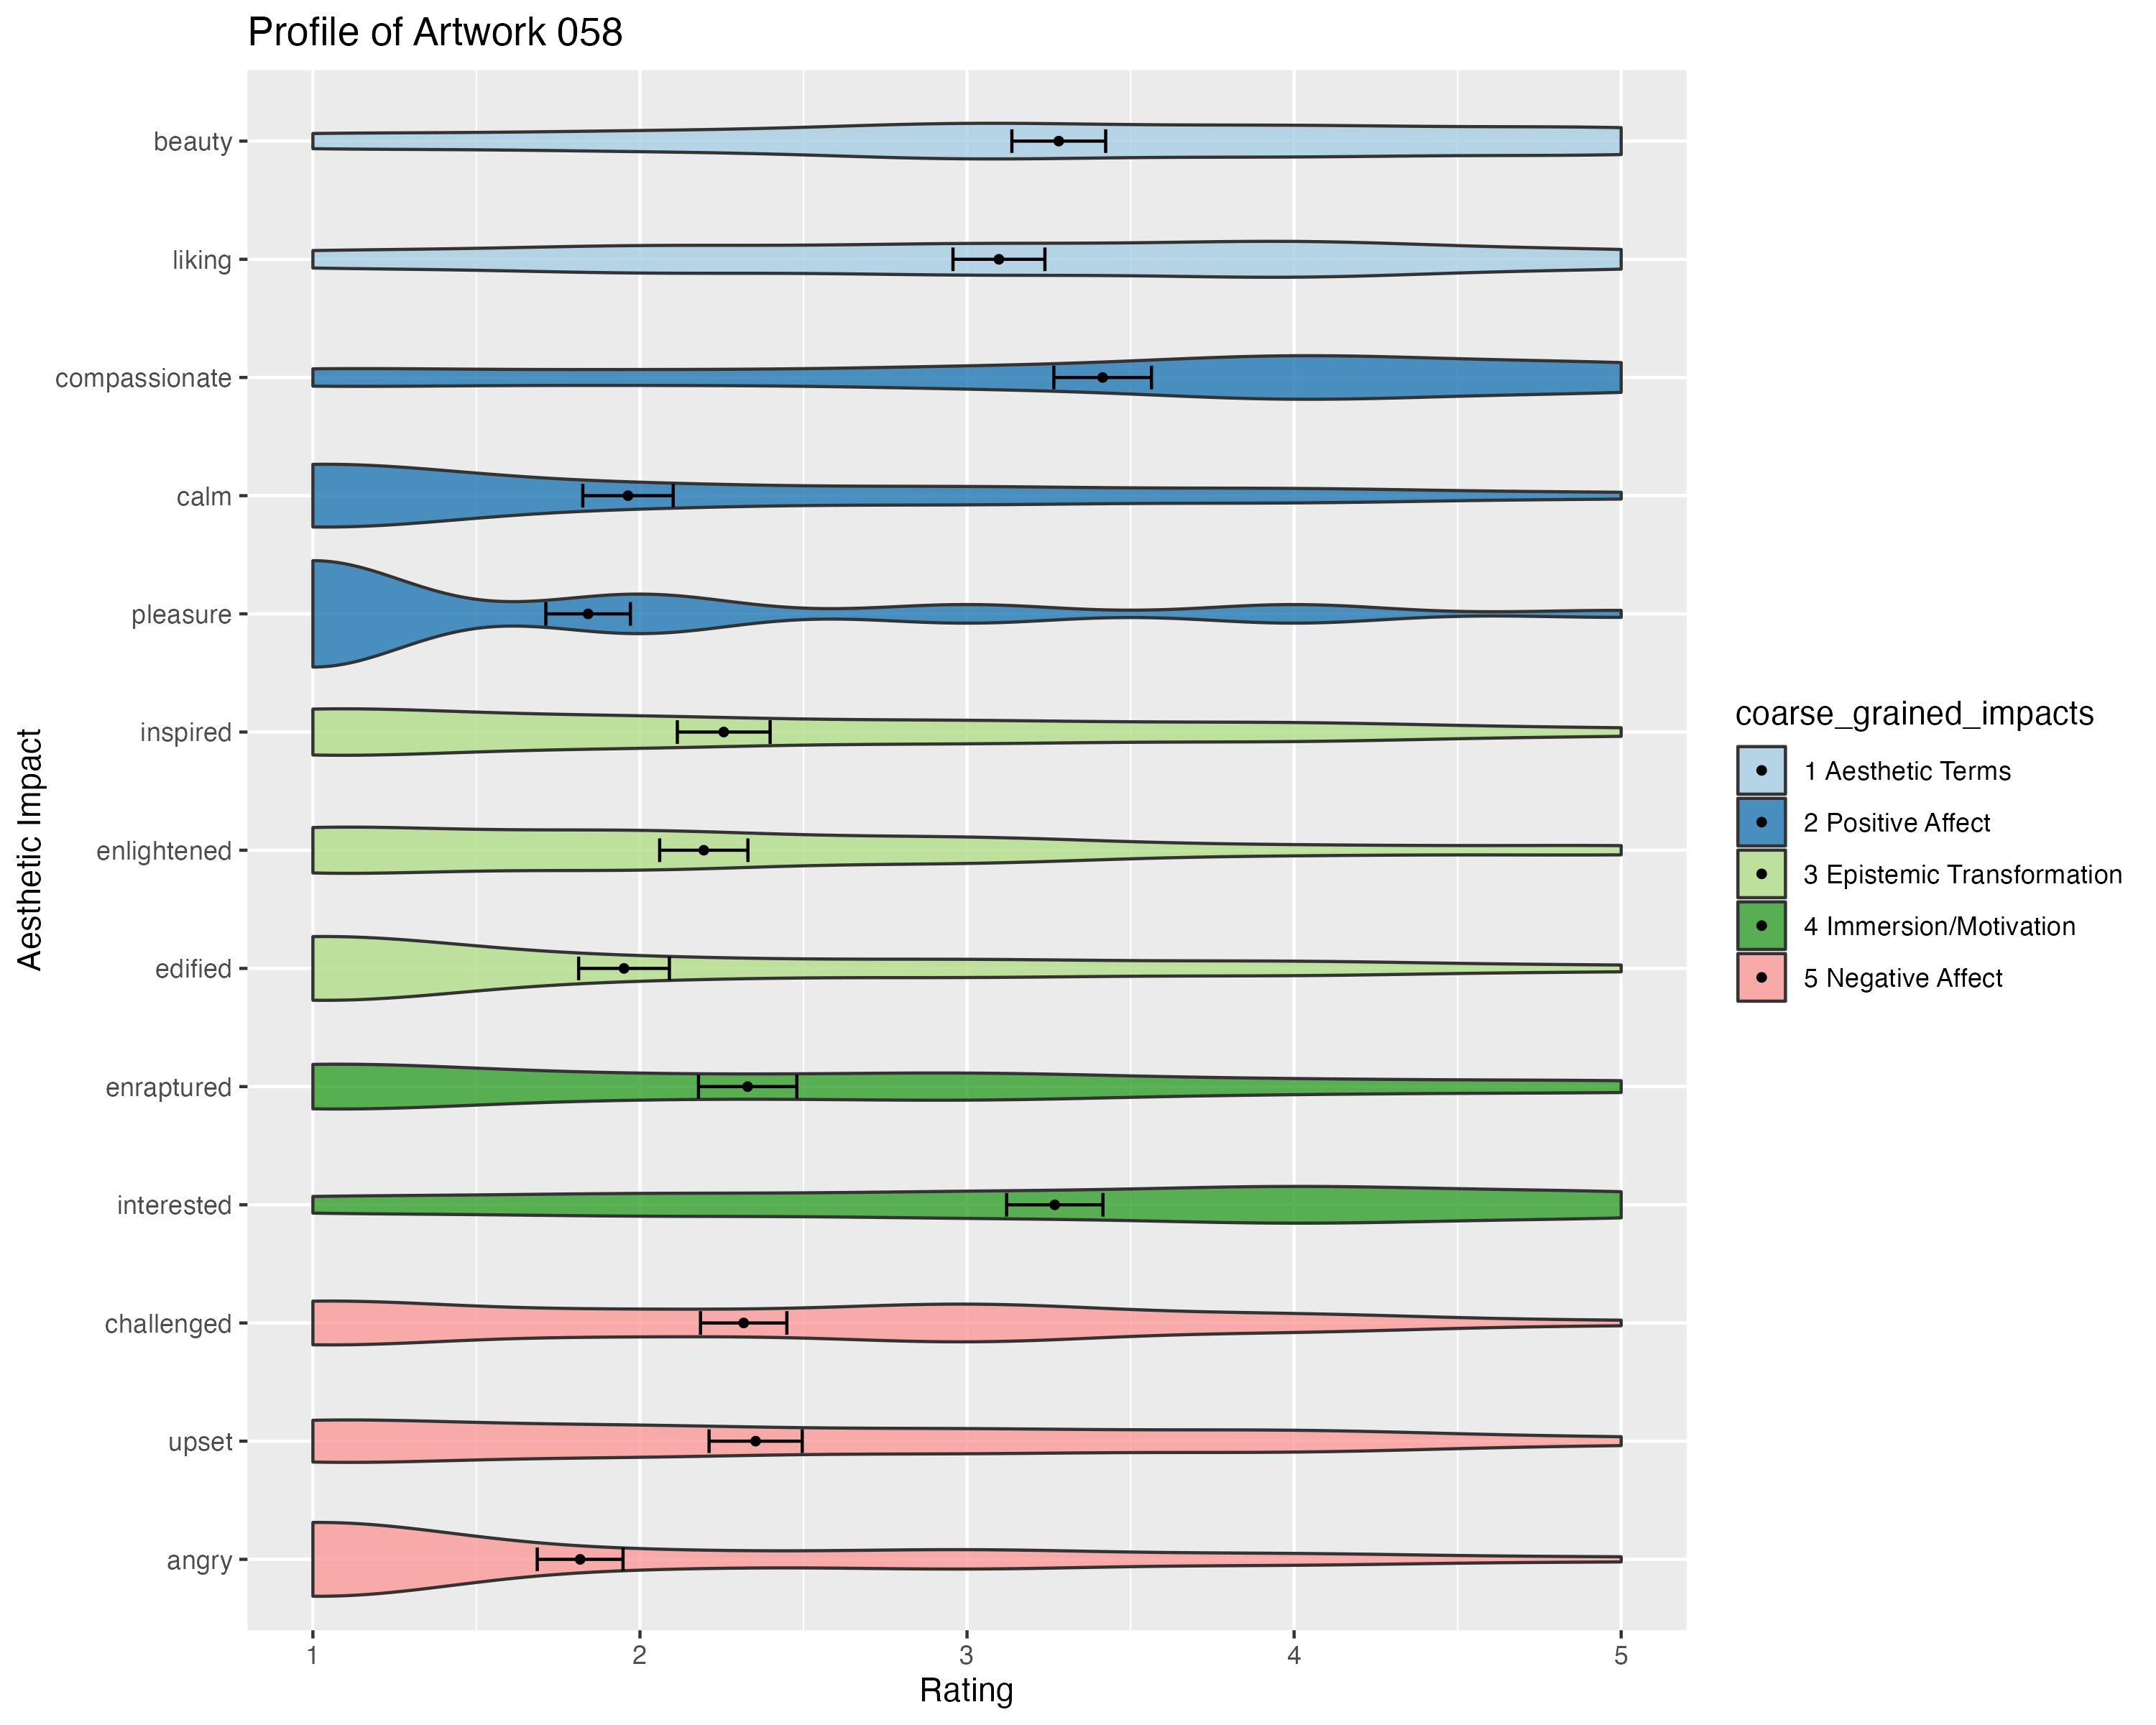 Profile of Artwork 058
Aesthetic Impact
beauty
liking
compassionate
calm
pleasure
inspired
enlightened
edified
enraptured
interested
challenged
upset
angry
1 2 3 4 5
Rating
coarse_grained_impacts
1 Aesthetic Terms
2 Positive Affect
3 Epistemic Transformation
4 Immersion/Motivation
5 Negative Affect